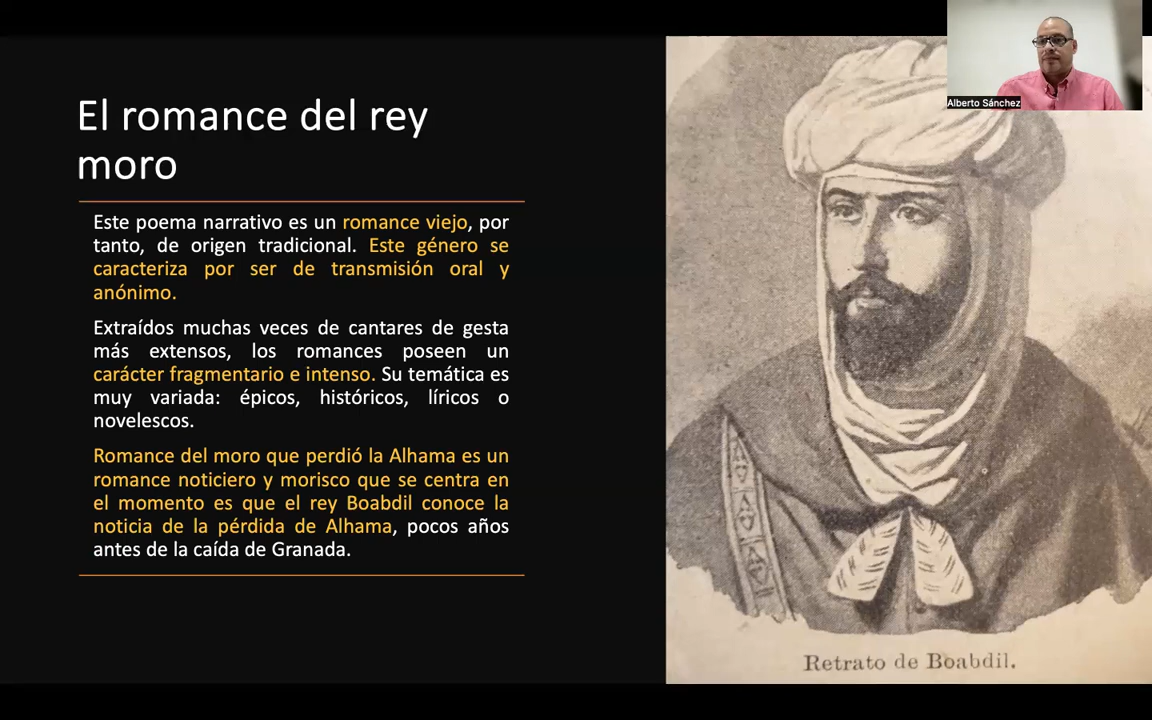 El romance del rey
moro
Este poema narrativo es un romance viejo, por
tanto, de origen tradicional. Este género se
caracteriza por ser de transmisión oral y
anónimo.
Extraídos muchas veces de cantares de gesta
más extensos, los romances poseen un
carácter fragmentario e intenso. Su temática es
muy variada: épicos, históricos, líricos o
novelescos.
Romance del moro que perdió la Alhama es un
romance noticiero y morisco que se centra en
el momento es que el rey Boabdil conoce la
noticia de la pérdida de Alhama, pocos años
antes de la caída de Granada.
Alberto Sánchez
Retrato de Boabdil.